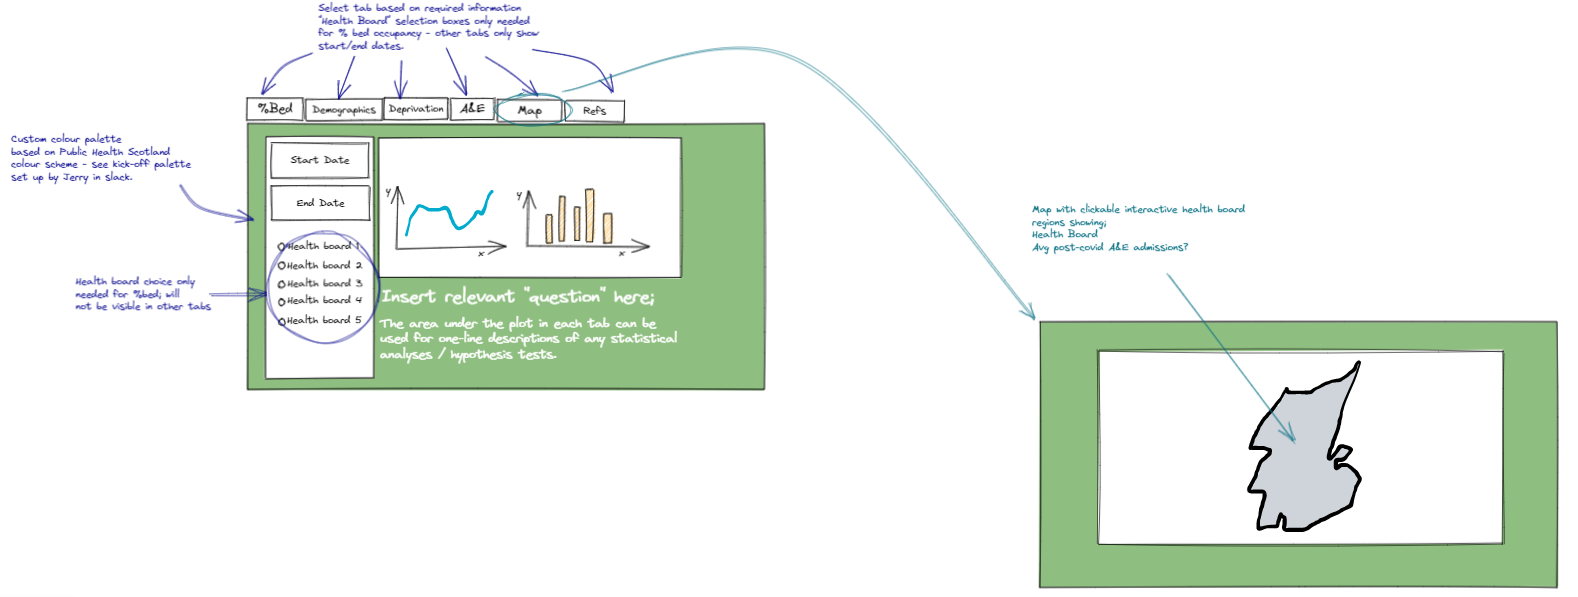 Select tab based on required information
"Health Board" selection boxes only needed
for % bed occupancy - other tabs only show
start/end dates.
%Bed
Demographics
Deprivation
A&E
Map
Refs
Custom colour palette
based on Public Health Scotland
colour scheme - see kick-off palette
set up by Jerry in slack.
Start Date
End Date
Health board 1
Health board 2
Health board 3
Health board 4
Health board 5
Health board choice only
needed for %bed; will
not be visible in other tabs
y
x
y
x
Insert relevant "question" here;
The area under the plot in each tab can be
used for one-line descriptions of any statistical
analyses / hypothesis tests.
Map with clickable interactive health board
regions showing;
Health Board
Avg post-covid A&E admissions?